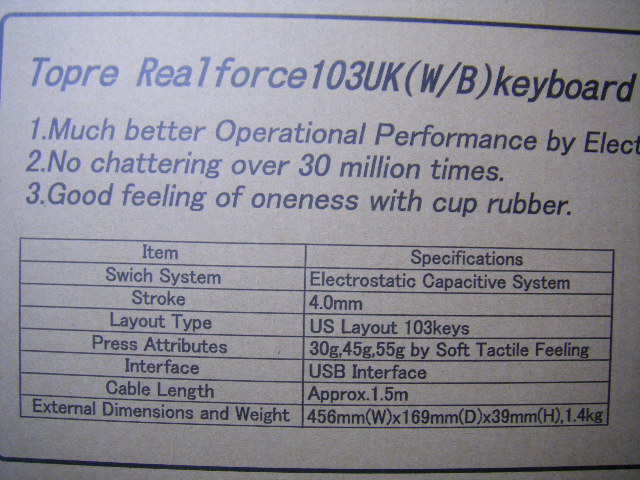 Topre Realforce103UK(W/B)keyboard
1.Much better Operational Performance by Elect
2.No chattering over 30 million times.
3.Good feeling of oneness with cup rubber.
Item Specifications
Swich System Electrostatic Capacitive System
Stroke 4.0mm
Layout Type US Layout 103keys
Press Attributes 30g,45g,55g by Soft Tactile Feeling
Interface USB Interface
Cable Length Approx.1.5m
External Dimensions and Weight 456mm(W)x169mm(D)x39mm(H),1.4kg